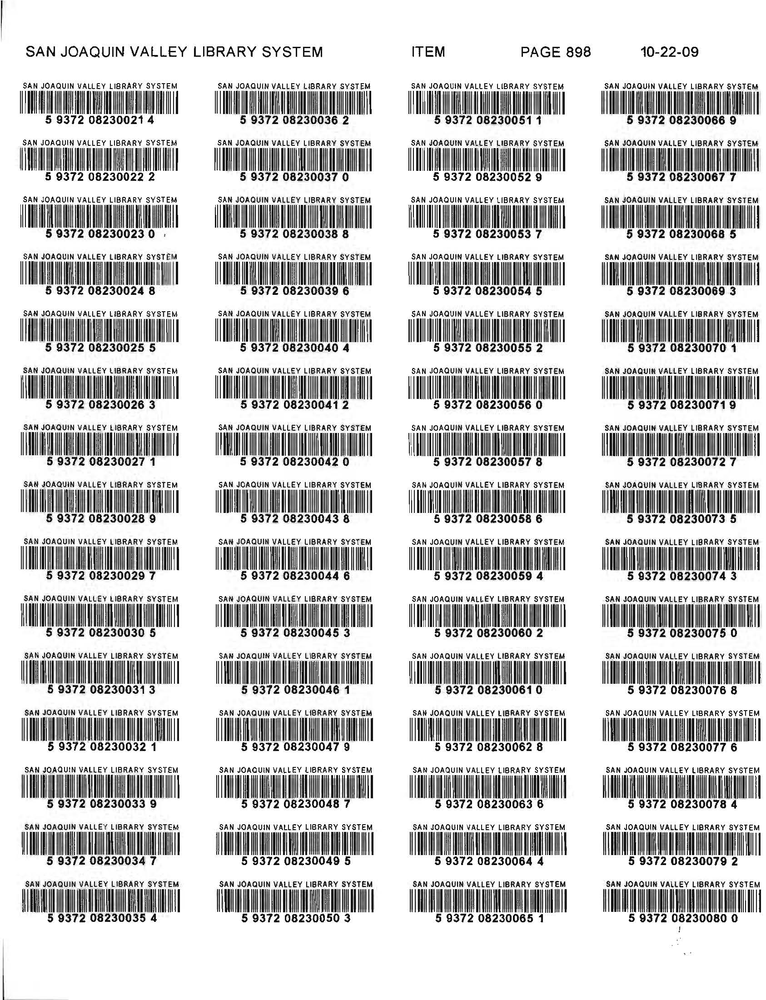 SAN JOAQUIN VALLEY LIBRARY SYSTEM ITEM PAGE 898 10-22-09
SAN JOAQUIN VALLEY LIBRARY SYSTEM SAN JOAQUIN VALLEY LIBRARY SYSTEM SAN JOAQUIN VALLEY LIBRARY SYSTEM SAN JOAQUIN VALLEY LIBRARY SYSTEM
5 9372 08230021 4 5 9372 08230036 2 5 9372 08230051 1 5 9372 08230066 9
SAN JOAQUIN VALLEY LIBRARY SYSTEM SAN JOAQUIN VALLEY LIBRARY SYSTEM SAN JOAQUIN VALLEY LIBRARY SYSTEM SAN JOAQUIN VALLEY LIBRARY SYSTEM
5 9372 08230022 2 5 9372 08230037 0 5 9372 08230052 9 5 9372 08230067 7
SAN JOAQUIN VALLEY LIBRARY SYSTEM SAN JOAQUIN VALLEY LIBRARY SYSTEM SAN JOAQUIN VALLEY LIBRARY SYSTEM SAN JOAQUIN VALLEY LIBRARY SYSTEM
5 9372 08230023 0 5 9372 08230038 8 5 9372 08230053 7 5 9372 08230068 5
SAN JOAQUIN VALLEY LIBRARY SYSTEM SAN JOAQUIN VALLEY LIBRARY SYSTEM SAN JOAQUIN VALLEY LIBRARY SYSTEM SAN JOAQUIN VALLEY LIBRARY SYSTEM
5 9372 08230024 8 5 9372 08230039 6 5 9372 08230054 5 5 9372 08230069 3
SAN JOAQUIN VALLEY LIBRARY SYSTEM SAN JOAQUIN VALLEY LIBRARY SYSTEM SAN JOAQUIN VALLEY LIBRARY SYSTEM SAN JOAQUIN VALLEY LIBRARY SYSTEM
5 9372 08230025 5 5 9372 08230040 4 5 9372 08230055 2 5 9372 08230070 1
SAN JOAQUIN VALLEY LIBRARY SYSTEM SAN JOAQUIN VALLEY LIBRARY SYSTEM SAN JOAQUIN VALLEY LIBRARY SYSTEM SAN JOAQUIN VALLEY LIBRARY SYSTEM
5 9372 08230026 3 5 9372 08230041 2 5 9372 08230056 0 5 9372 08230071 9
SAN JOAQUIN VALLEY LIBRARY SYSTEM SAN JOAQUIN VALLEY LIBRARY SYSTEM SAN JOAQUIN VALLEY LIBRARY SYSTEM SAN JOAQUIN VALLEY LIBRARY SYSTEM
5 9372 08230027 1 5 9372 08230042 0 5 9372 08230057 8 5 9372 08230072 7
SAN JOAQUIN VALLEY LIBRARY SYSTEM SAN JOAQUIN VALLEY LIBRARY SYSTEM SAN JOAQUIN VALLEY LIBRARY SYSTEM SAN JOAQUIN VALLEY LIBRARY SYSTEM
5 9372 08230028 9 5 9372 08230043 8 5 9372 08230058 6 5 9372 08230073 5
SAN JOAQUIN VALLEY LIBRARY SYSTEM SAN JOAQUIN VALLEY LIBRARY SYSTEM SAN JOAQUIN VALLEY LIBRARY SYSTEM SAN JOAQUIN VALLEY LIBRARY SYSTEM
5 9372 08230029 7 5 9372 08230044 6 5 9372 08230059 4 5 9372 08230074 3
SAN JOAQUIN VALLEY LIBRARY SYSTEM SAN JOAQUIN VALLEY LIBRARY SYSTEM SAN JOAQUIN VALLEY LIBRARY SYSTEM SAN JOAQUIN VALLEY LIBRARY SYSTEM
5 9372 08230030 5 5 9372 08230045 3 5 9372 08230060 2 5 9372 08230075 0
SAN JOAQUIN VALLEY LIBRARY SYSTEM SAN JOAQUIN VALLEY LIBRARY SYSTEM SAN JOAQUIN VALLEY LIBRARY SYSTEM SAN JOAQUIN VALLEY LIBRARY SYSTEM
5 9372 08230031 3 5 9372 08230046 1 5 9372 08230061 0 5 9372 08230076 8
SAN JOAQUIN VALLEY LIBRARY SYSTEM SAN JOAQUIN VALLEY LIBRARY SYSTEM SAN JOAQUIN VALLEY LIBRARY SYSTEM SAN JOAQUIN VALLEY LIBRARY SYSTEM
5 9372 08230032 1 5 9372 08230047 9 5 9372 08230062 8 5 9372 08230077 6
SAN JOAQUIN VALLEY LIBRARY SYSTEM SAN JOAQUIN VALLEY LIBRARY SYSTEM SAN JOAQUIN VALLEY LIBRARY SYSTEM SAN JOAQUIN VALLEY LIBRARY SYSTEM
5 9372 08230033 9 5 9372 08230048 7 5 9372 08230063 6 5 9372 08230078 4
SAN JOAQUIN VALLEY LIBRARY SYSTEM SAN JOAQUIN VALLEY LIBRARY SYSTEM SAN JOAQUIN VALLEY LIBRARY SYSTEM SAN JOAQUIN VALLEY LIBRARY SYSTEM
5 9372 08230034 7 5 9372 08230049 5 5 9372 08230064 4 5 9372 08230079 2
SAN JOAQUIN VALLEY LIBRARY SYSTEM SAN JOAQUIN VALLEY LIBRARY SYSTEM SAN JOAQUIN VALLEY LIBRARY SYSTEM SAN JOAQUIN VALLEY LIBRARY SYSTEM
5 9372 08230035 4 5 9372 08230050 3 5 9372 08230065 1 5 9372 08230080 0